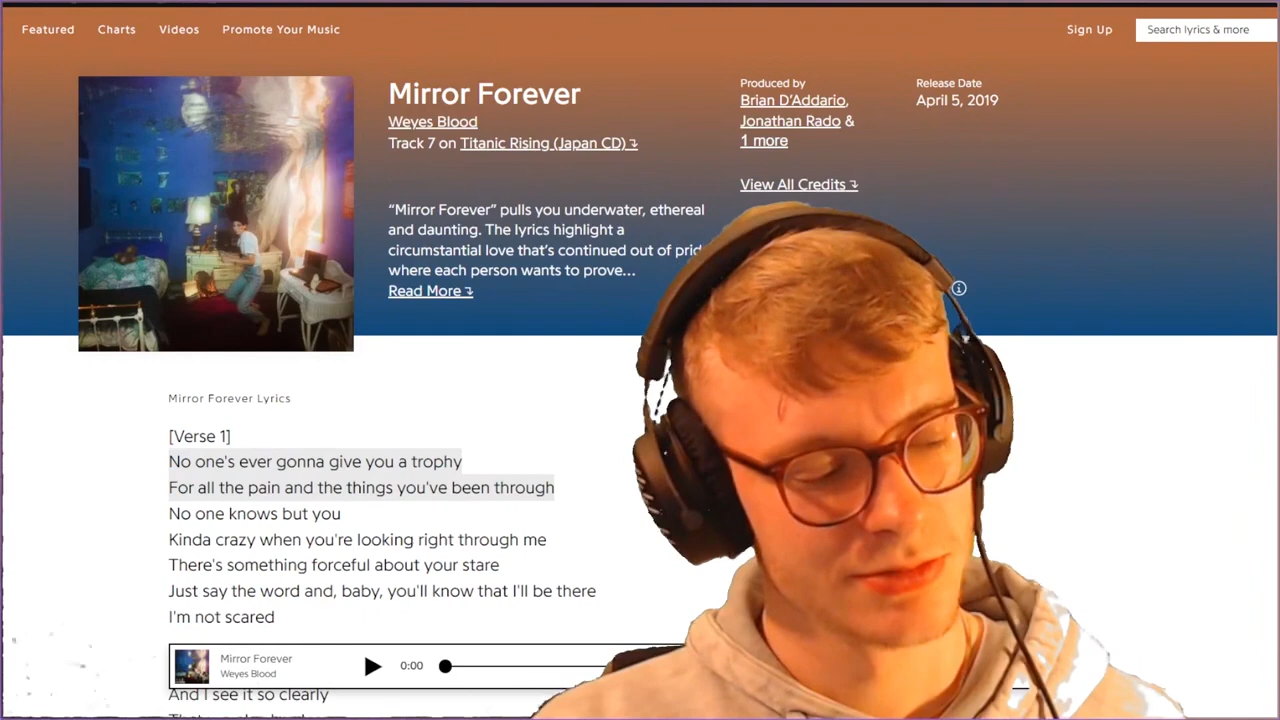 Featured Charts Videos Promote Your Music Sign Up Search lyrics & more
Mirror Forever
Weyes Blood
Track 7 on Titanic Rising (Japan CD)
Produced by
Brian D'Addario,
Jonathan Rado &
1 more
View All Credits
Release Date
April 5, 2019
“Mirror Forever” pulls you underwater, ethereal
and daunting. The lyrics highlight a
circumstantial love that's continued out of
where each person wants to prove...
Read More
Mirror Forever Lyrics
[Verse 1]
No one's ever gonna give you a trophy
For all the pain and the things you've been through
No one knows but you
Kinda crazy when you're looking right through me
There's something forceful about your stare
Just say the word and, baby, you'll know that I'll be there
I'm not scared
Mirror Forever
Weyes Blood
0:00
And I see it so clearly